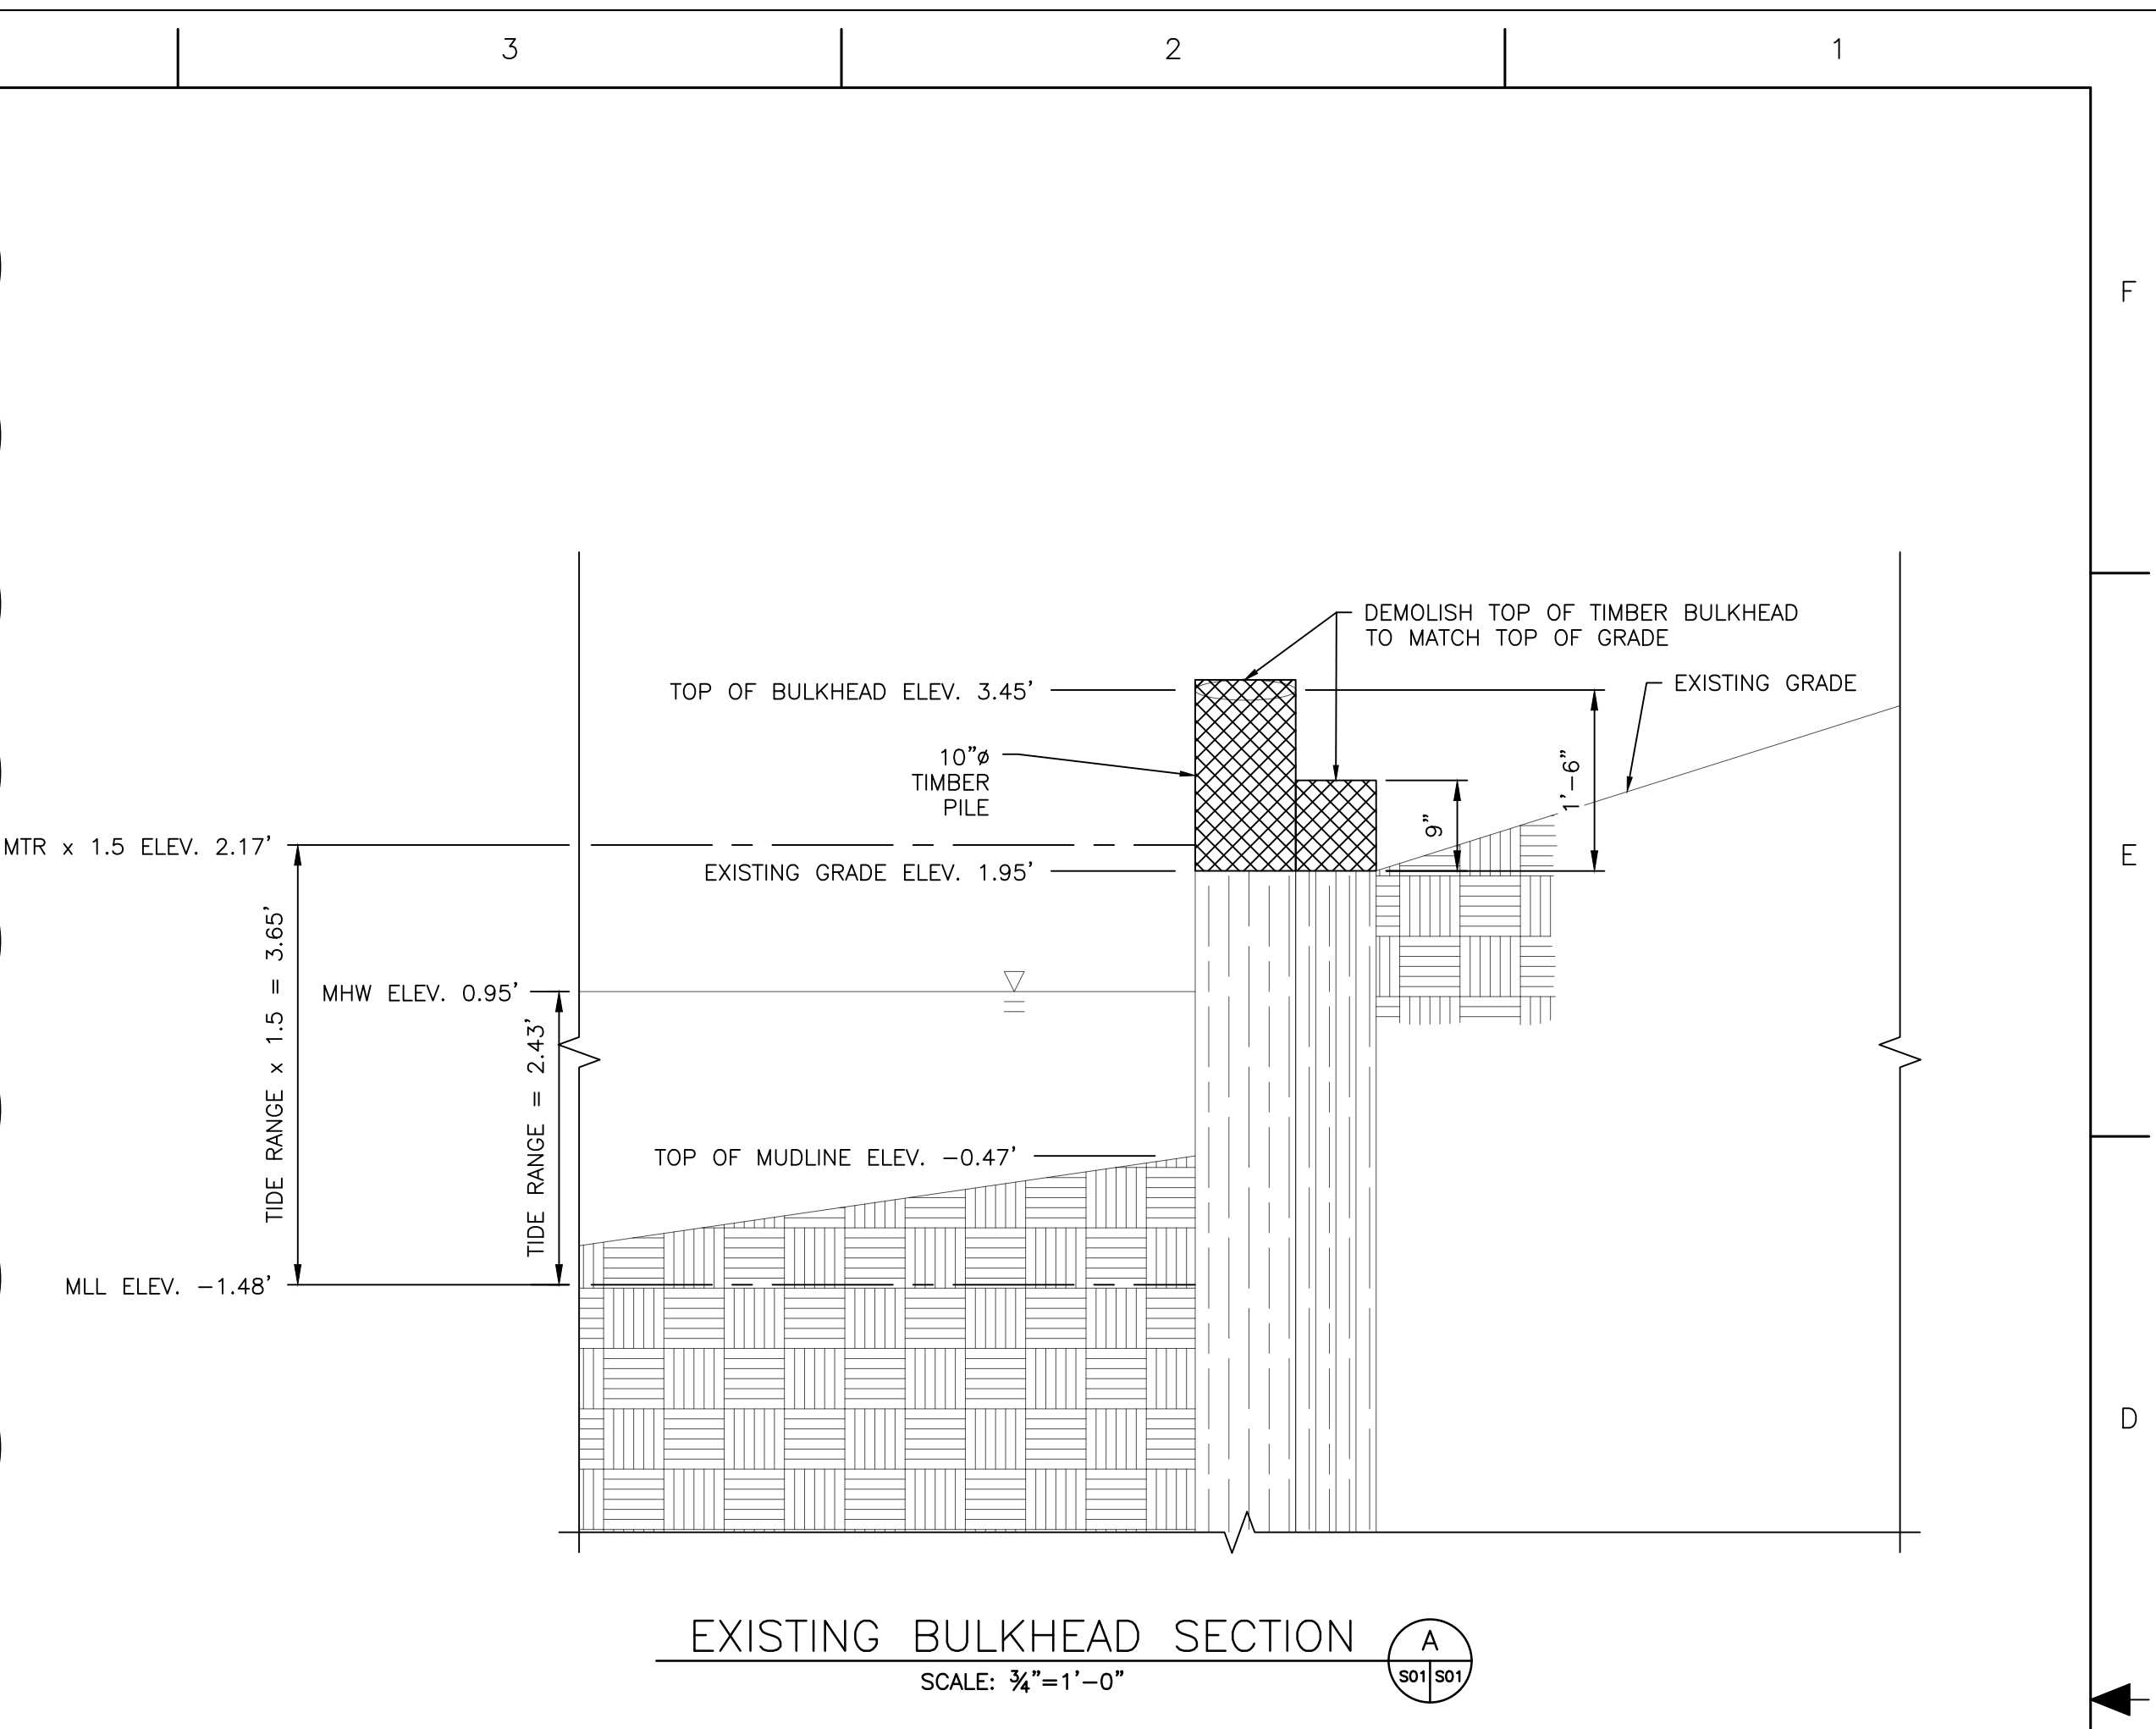 3
2
1
F
DEMOLISH TOP OF TIMBER BULKHEAD
TO MATCH TOP OF GRADE
TOP OF BULKHEAD ELEV. 3.45'
EXISTING GRADE
10"ø
TIMBER
PILE
1'-6"
9"
MTR x 1.5 ELEV. 2.17'
EXISTING GRADE ELEV. 1.95'
E
TIDE RANGE x 1.5 = 3.65'
MHW ELEV. 0.95'
TIDE RANGE = 2.43'
TOP OF MUDLINE ELEV. -0.47'
MLL ELEV. -1.48'
D
EXISTING BULKHEAD SECTION
SCALE: ¾"=1'-0"
A
S01 S01